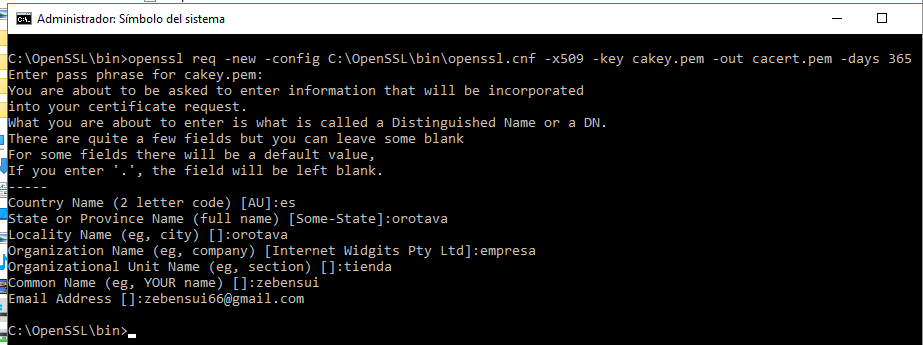 Administrador: Símbolo del sistema
C:\OpenSSL\bin>openssl req -new -config C:\OpenSSL\bin\openssl.cnf -x509 -key cakey.pem -out cacert.pem -days 365
Enter pass phrase for cakey.pem:
You are about to be asked to enter information that will be incorporated
into your certificate request.
What you are about to enter is what is called a Distinguished Name or a DN.
There are quite a few fields but you can leave some blank
For some fields there will be a default value,
If you enter '.', the field will be left blank.
-----
Country Name (2 letter code) [AU]:es
State or Province Name (full name) [Some-State]:orotava
Locality Name (eg, city) []:orotava
Organization Name (eg, company) [Internet Widgits Pty Ltd]:empresa
Organizational Unit Name (eg, section) []:tienda
Common Name (eg, YOUR name) []:zebensui
Email Address []:zebensui66@gmail.com
C:\OpenSSL\bin>